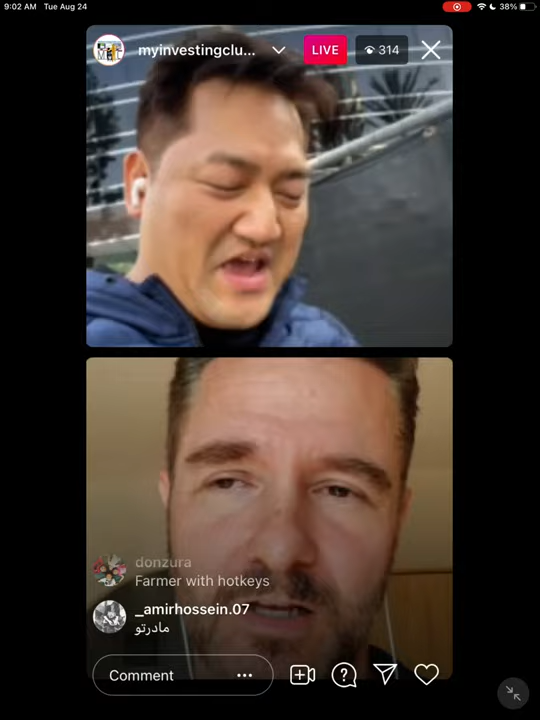 9:02 AM Tue Aug 24
38%
myinvestingclu...
LIVE
314
donzura
Farmer with hotkeys
_amirhossein.07
مادرتو
Comment